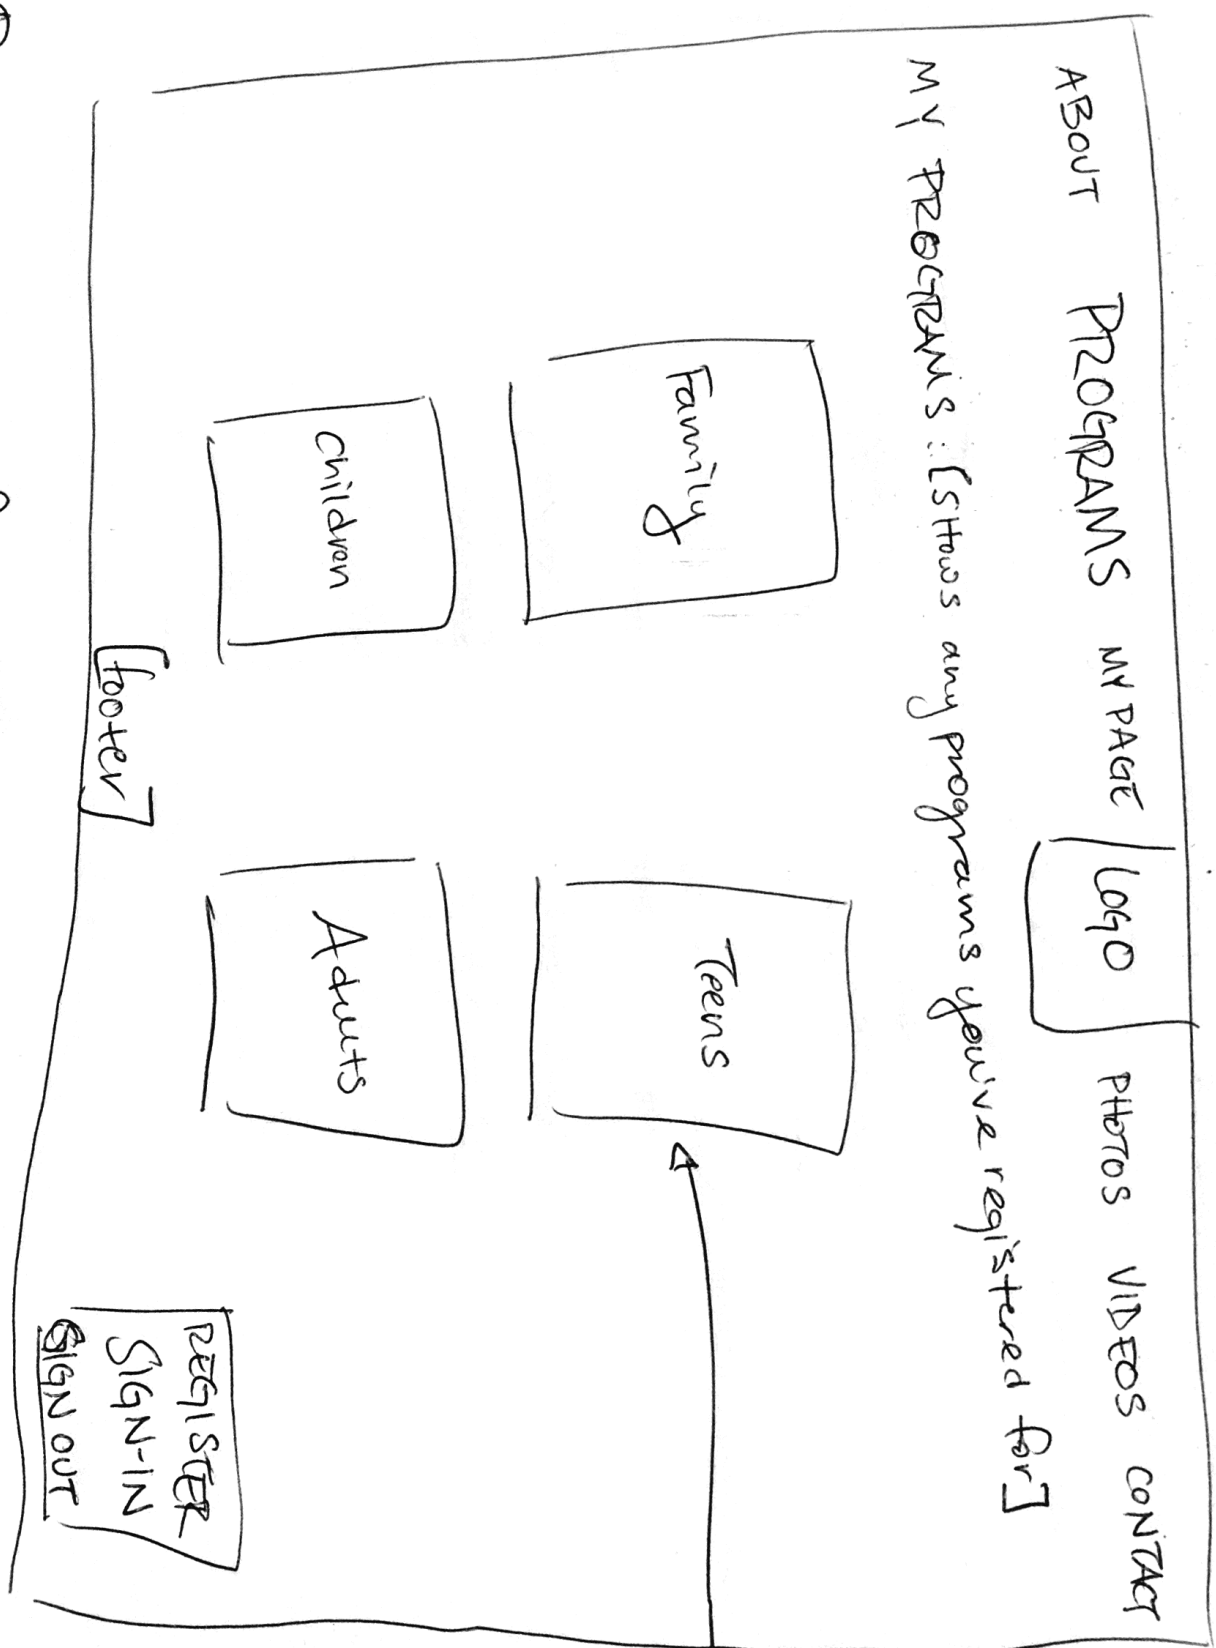 ABOUT PROGRAMS MY PAGE LOGO PHOTOS VIDEOS CONTACT
MY PROGRAMS: [SHOWS any programs you've registered for]
Family Teens
Children Adults
REGISTER
SIGN-IN
SIGN OUT
[footer]